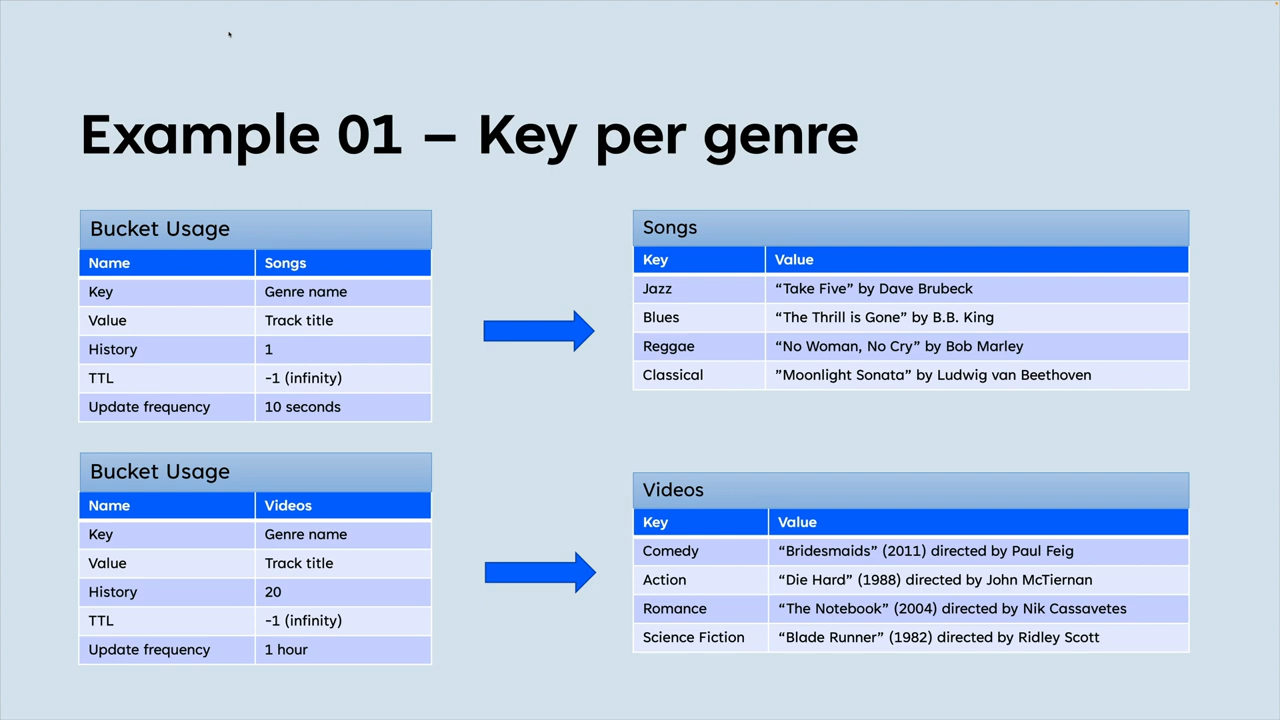 Example 01 – Key per genre
Bucket Usage
Name Songs
Key Genre name
Value Track title
History 1
TTL -1 (infinity)
Update frequency 10 seconds
Songs
Key Value
Jazz “Take Five” by Dave Brubeck
Blues “The Thrill is Gone” by B.B. King
Reggae “No Woman, No Cry” by Bob Marley
Classical ”Moonlight Sonata” by Ludwig van Beethoven
Bucket Usage
Name Videos
Key Genre name
Value Track title
History 20
TTL -1 (infinity)
Update frequency 1 hour
Videos
Key Value
Comedy “Bridesmaids” (2011) directed by Paul Feig
Action “Die Hard” (1988) directed by John McTiernan
Romance “The Notebook” (2004) directed by Nik Cassavetes
Science Fiction “Blade Runner” (1982) directed by Ridley Scott